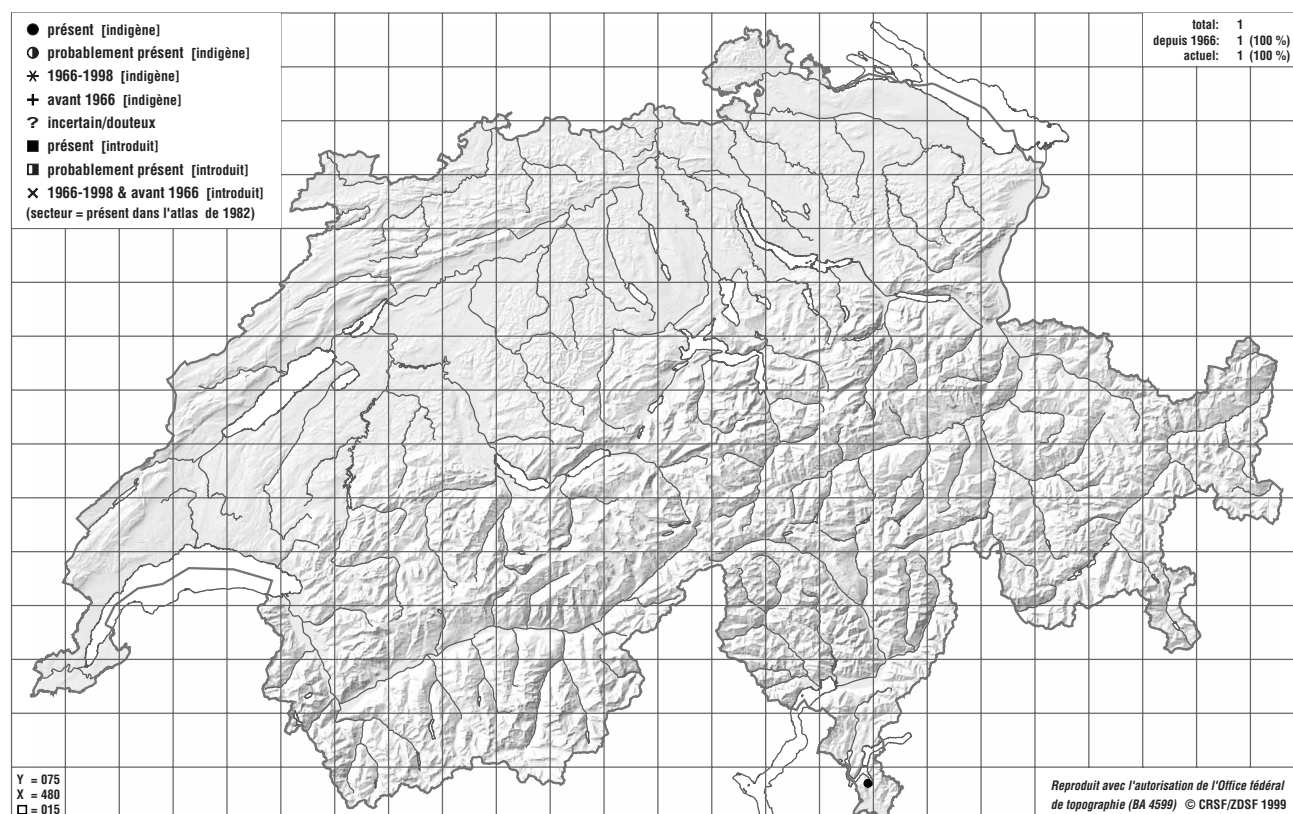 présent [indigène]
probablement présent [indigène]
1966-1998 [indigène]
avant 1966 [indigène]
? incertain/douteux
présent [introduit]
probablement présent [introduit]
1966-1998 & avant 1966 [introduit]
(secteur = présent dans l'atlas de 1982)
total: 1
depuis 1966: 1 (100 %)
actuel: 1 (100 %)
Y = 075
X = 480
□ = 015
Reproduit avec l'autorisation de l'Office fédéral
de topographie (BA 4599) © CRSF/ZDSF 1999